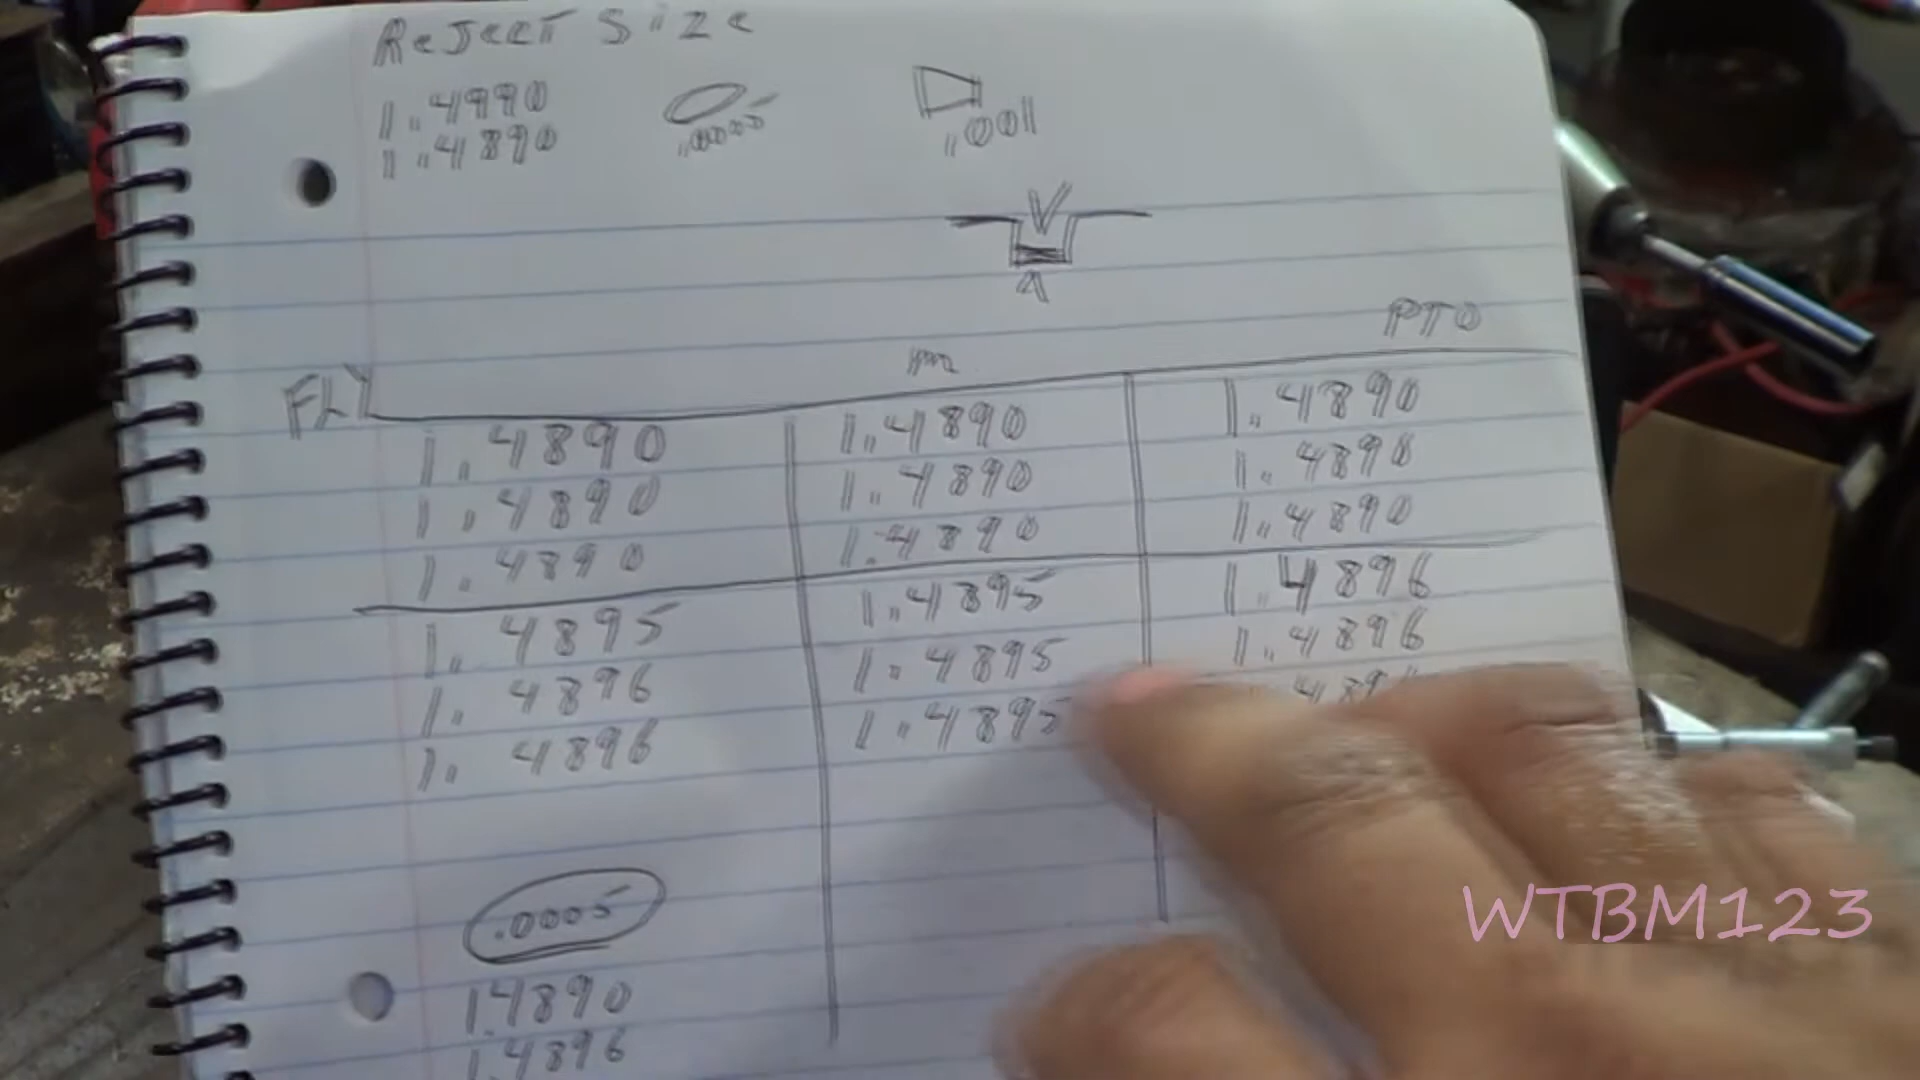 Reject Size
1.4990
1.4890
.0005
.001
V
A
PTO
FLY
1.4890 1.4890 1.4890
1.4890 1.4890 1.4890
1.4890 1.4890 1.4890
1.4895 1.4895 1.4896
1.4896 1.4895 1.4896
1.4896 1.4895
.0005
1.4890
1.4896
WTBM123